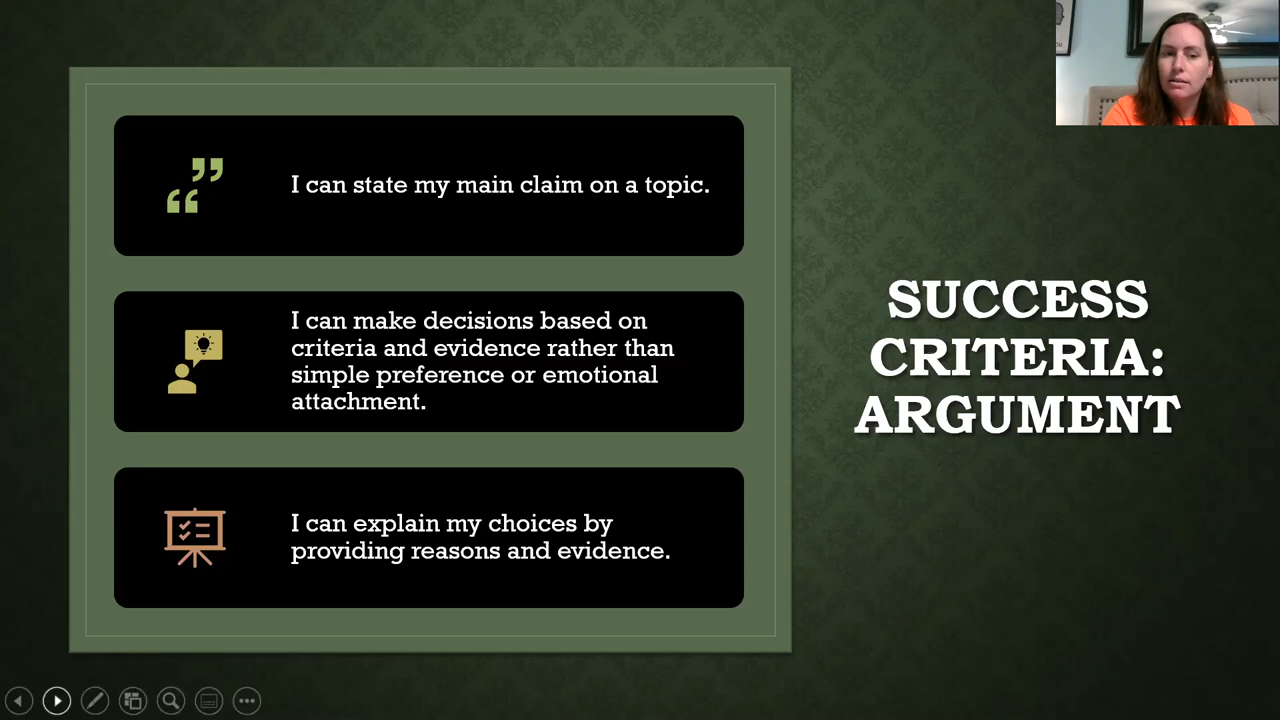 I can state my main claim on a topic.
I can make decisions based on
criteria and evidence rather than
simple preference or emotional
attachment.
I can explain my choices by
providing reasons and evidence.
SUCCESS
CRITERIA:
ARGUMENT